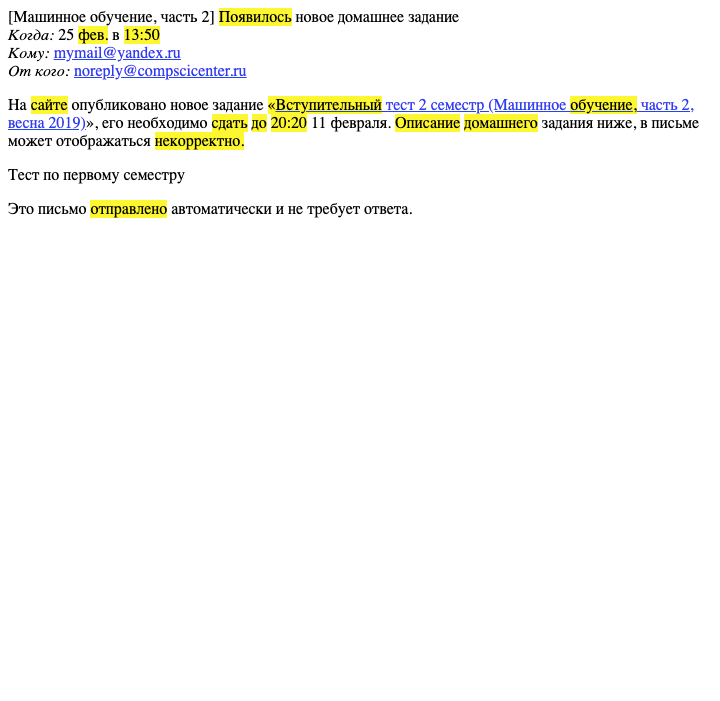 [Машинное обучение, часть 2] Появилось новое домашнее задание
Когда: 25 фев. в 13:50
Кому: mymail@yandex.ru
От кого: noreply@compscicenter.ru
На сайте опубликовано новое задание «Вступительный тест 2 семестр (Машинное обучение, часть 2,
весна 2019)», его необходимо сдать до 20:20 11 февраля. Описание домашнего задания ниже, в письме
может отображаться некорректно.
Тест по первому семестру
Это письмо отправлено автоматически и не требует ответа.